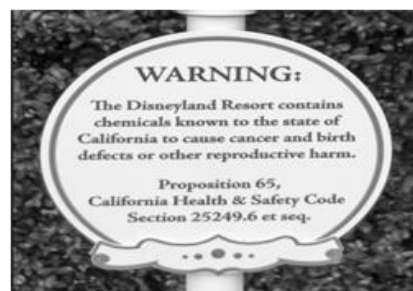 WARNING:
The Disneyland Resort contains
chemicals known to the state of
California to cause cancer and birth
defects or other reproductive harm.
Proposition 65,
California Health & Safety Code
Section 25249.6 et seq.